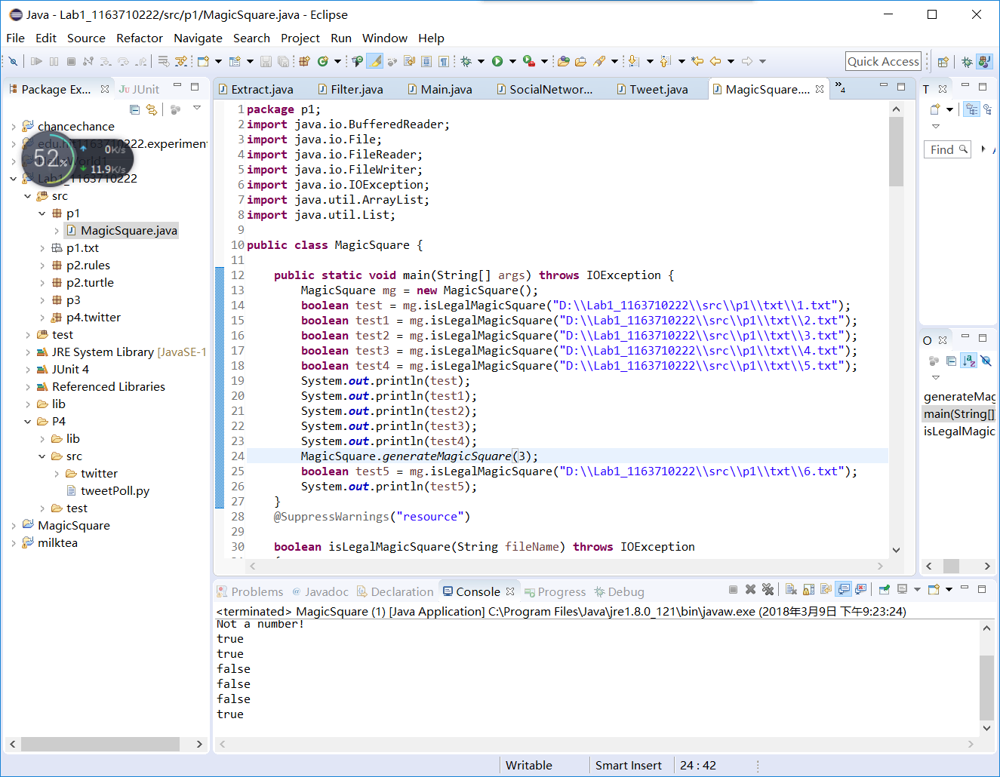 Java - Lab1_1163710222/src/p1/MagicSquare.java - Eclipse
File Edit Source Refactor Navigate Search Project Run Window Help
Quick Access
Package Ex... JUnit
chancechance
edu.hit1163710222.experiment
Lab1_1163710222
52%
0K/s
11.9K/s
src
p1
MagicSquare.java
p1.txt
p2.rules
p2.turtle
p3
p4.twitter
test
JRE System Library [JavaSE-1
JUnit 4
Referenced Libraries
lib
P4
lib
src
twitter
tweetPoll.py
test
MagicSquare
milktea
Extract.java Filter.java Main.java SocialNetwor... Tweet.java MagicSquare.... »4
1 package p1;
2 import java.io.BufferedReader;
3 import java.io.File;
4 import java.io.FileReader;
5 import java.io.FileWriter;
6 import java.io.IOException;
7 import java.util.ArrayList;
8 import java.util.List;
9
10 public class MagicSquare {
11
12     public static void main(String[] args) throws IOException {
13         MagicSquare mg = new MagicSquare();
14         boolean test = mg.isLegalMagicSquare("D:\\Lab1_1163710222\\src\\p1\\txt\\1.txt");
15         boolean test1 = mg.isLegalMagicSquare("D:\\Lab1_1163710222\\src\\p1\\txt\\2.txt");
16         boolean test2 = mg.isLegalMagicSquare("D:\\Lab1_1163710222\\src\\p1\\txt\\3.txt");
17         boolean test3 = mg.isLegalMagicSquare("D:\\Lab1_1163710222\\src\\p1\\txt\\4.txt");
18         boolean test4 = mg.isLegalMagicSquare("D:\\Lab1_1163710222\\src\\p1\\txt\\5.txt");
19         System.out.println(test);
20         System.out.println(test1);
21         System.out.println(test2);
22         System.out.println(test3);
23         System.out.println(test4);
24         MagicSquare.generateMagicSquare(3);
25         boolean test5 = mg.isLegalMagicSquare("D:\\Lab1_1163710222\\src\\p1\\txt\\6.txt");
26         System.out.println(test5);
27     }
28     @SuppressWarnings("resource")
29
30     boolean isLegalMagicSquare(String fileName) throws IOException
T
Find
O
generateMag
main(String[]
isLegalMagic
Problems @ Javadoc Declaration Console Progress Debug
<terminated> MagicSquare (1) [Java Application] C:\Program Files\Java\jre1.8.0_121\bin\javaw.exe (2018年3月9日 下午9:23:24)
Not a number!
true
true
false
false
false
true
Writable Smart Insert 24 : 42